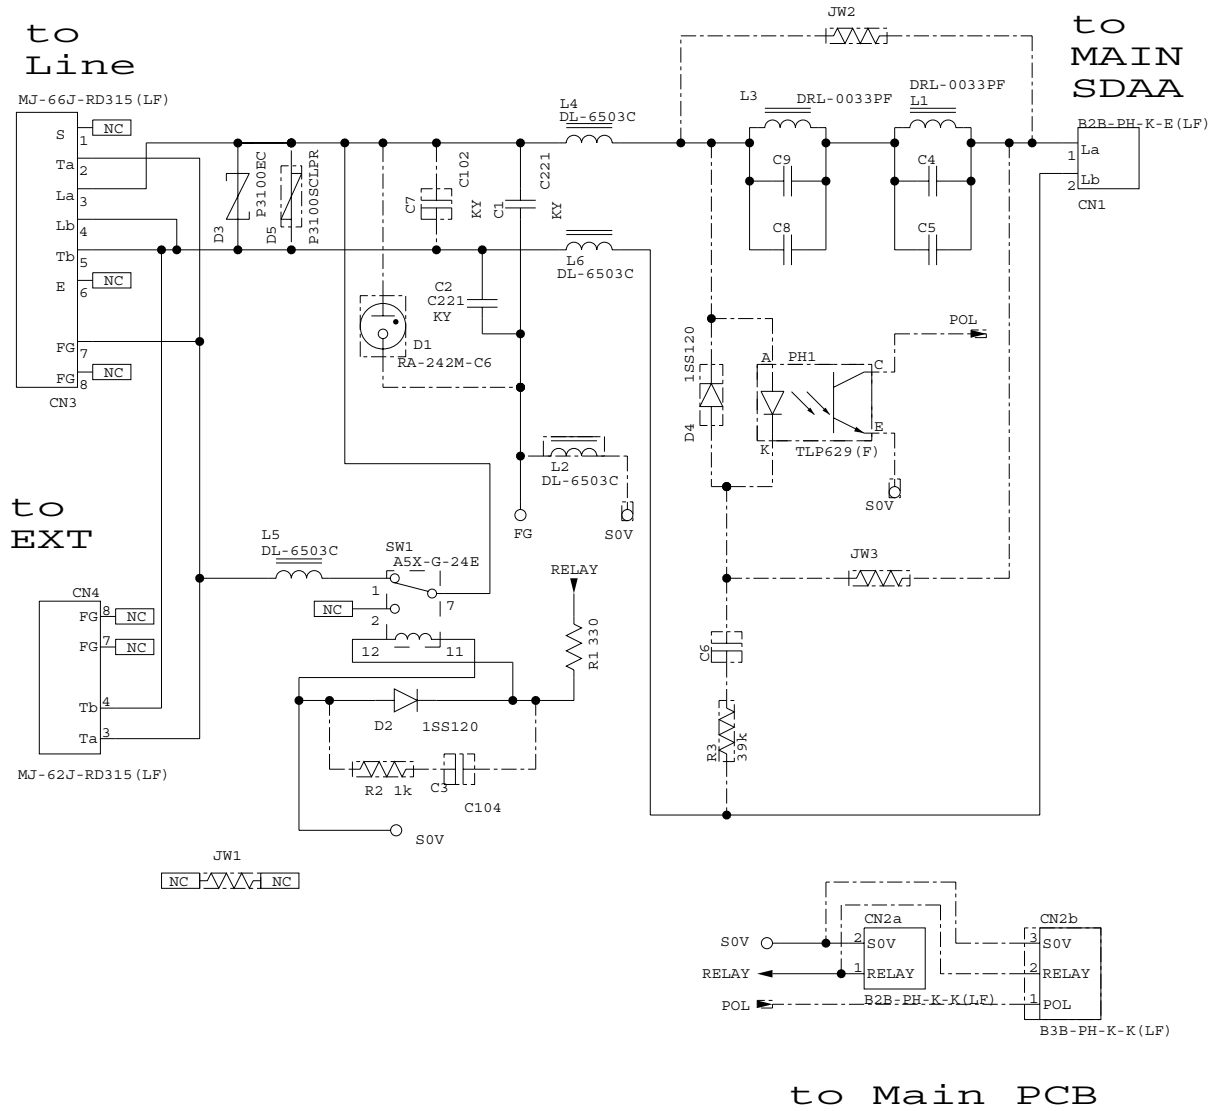 to
Line
MJ-66J-RD315(LF)
S 1 NC
Ta 2
La 3
Lb 4
Tb 5
E 6 NC
FG 7
FG 8 NC
CN3
D3
P3100EC
D5
P3100SCLPR
C7
C102
KY
C1
C221
KY
L4
DL-6503C
L6
DL-6503C
C2
C221
KY
D1
RA-242M-C6
L2
DL-6503C
FG
S0V
JW2
L3
DRL-0033PF
DRL-0033PF
L1
C9
C8
C4
C5
to
MAIN
SDAA
B2B-PH-K-E(LF)
La
1
Lb
2
CN1
POL
D4
1SS120
A
PH1
C
E
K
TLP629(F)
S0V
JW3
C6
R3
39k
to
EXT
CN4
FG 8 NC
FG 7 NC
Tb 4
Ta 3
MJ-62J-RD315(LF)
L5
DL-6503C
SW1
A5X-G-24E
1
7
NC
2
12
11
RELAY
R1 330
D2
1SS120
R2 1k
C3
C104
S0V
JW1
NC
NC
CN2a
S0V
2 S0V
RELAY
1 RELAY
B2B-PH-K-K(LF)
POL
CN2b
3 S0V
2 RELAY
1 POL
B3B-PH-K-K(LF)
to Main PCB